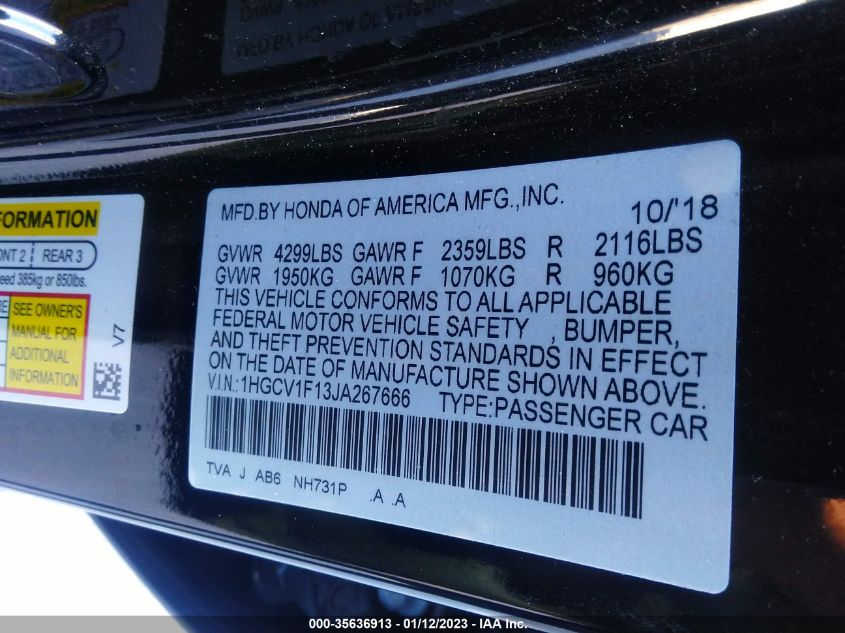 MFD.BY HONDA OF AMERICA MFG.,INC. 10/'18
GVWR 4299LBS GAWR F 2359LBS R 2116LBS
GVWR 1950KG GAWR F 1070KG R 960KG
THIS VEHICLE CONFORMS TO ALL APPLICABLE
FEDERAL MOTOR VEHICLE SAFETY , BUMPER,
AND THEFT PREVENTION STANDARDS IN EFFECT
ON THE DATE OF MANUFACTURE SHOWN ABOVE.
V.I.N.:1HGCV1F13JA267666 TYPE:PASSENGER CAR
TVA J AB6 NH731P .A .A
FORMATION
2 REAR 3
385kg or 850lbs.
SEE OWNER'S
MANUAL FOR
ADDITIONAL
INFORMATION
V7
000-35636913 - 01/12/2023 - IAA Inc.